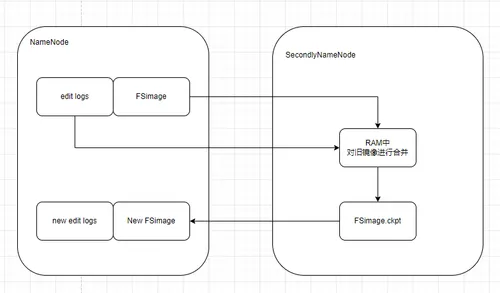 NameNode
SecondlyNameNode
edit logs
FSimage
RAM中
对旧镜像进行合并
new edit logs
New FSimage
FSimage.ckpt